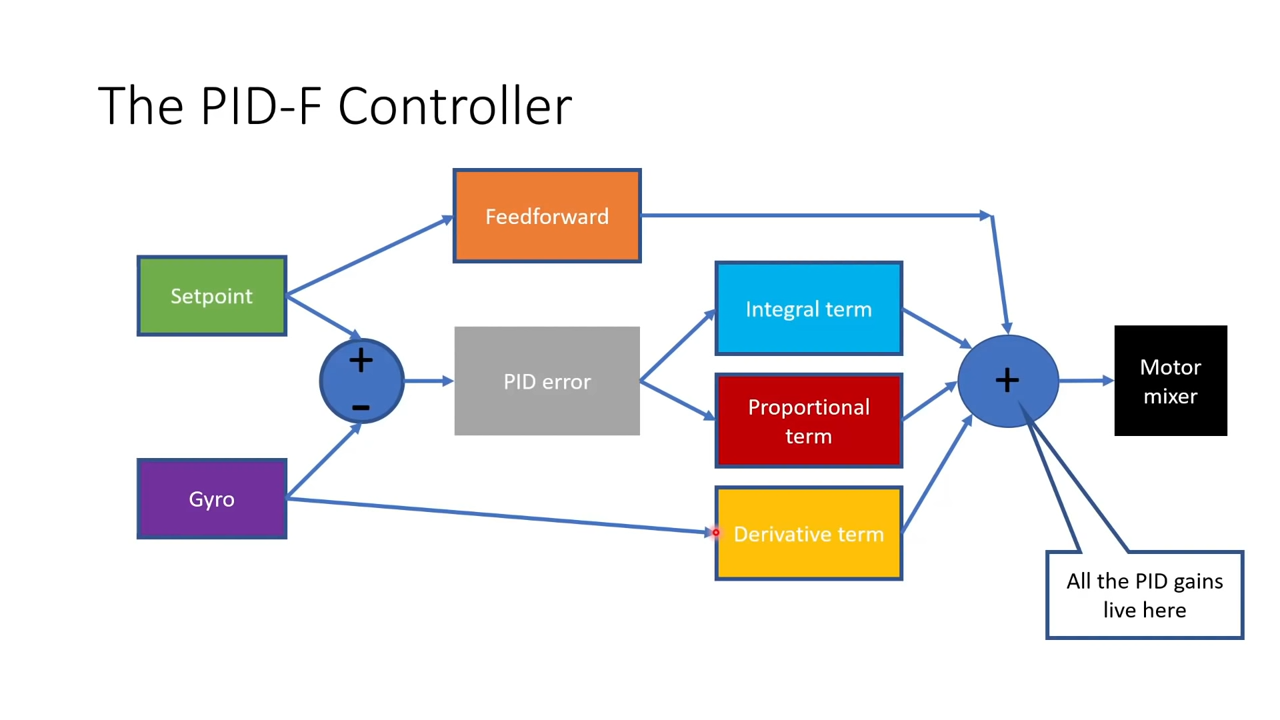 The PID-F Controller
Feedforward
Setpoint
Integral term
+
-
PID error
Proportional
term
+
Motor
mixer
Gyro
Derivative term
All the PID gains
live here